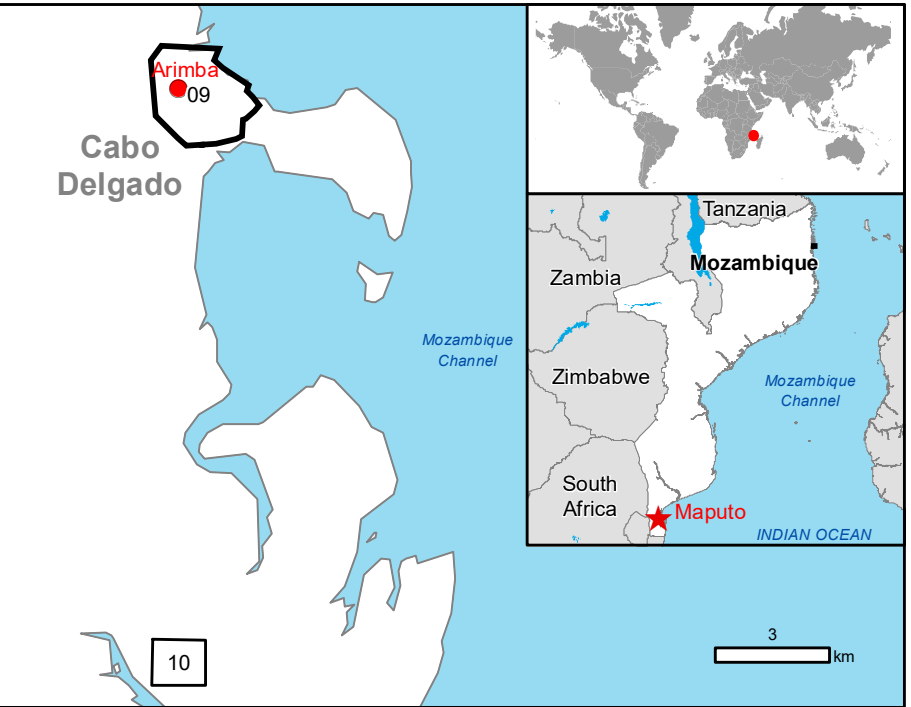 Arimba
09
Cabo
Delgado
Mozambique
Channel
10
3
km
Tanzania
Mozambique
Zambia
Zimbabwe
Mozambique
Channel
South
Africa
Maputo
INDIAN OCEAN